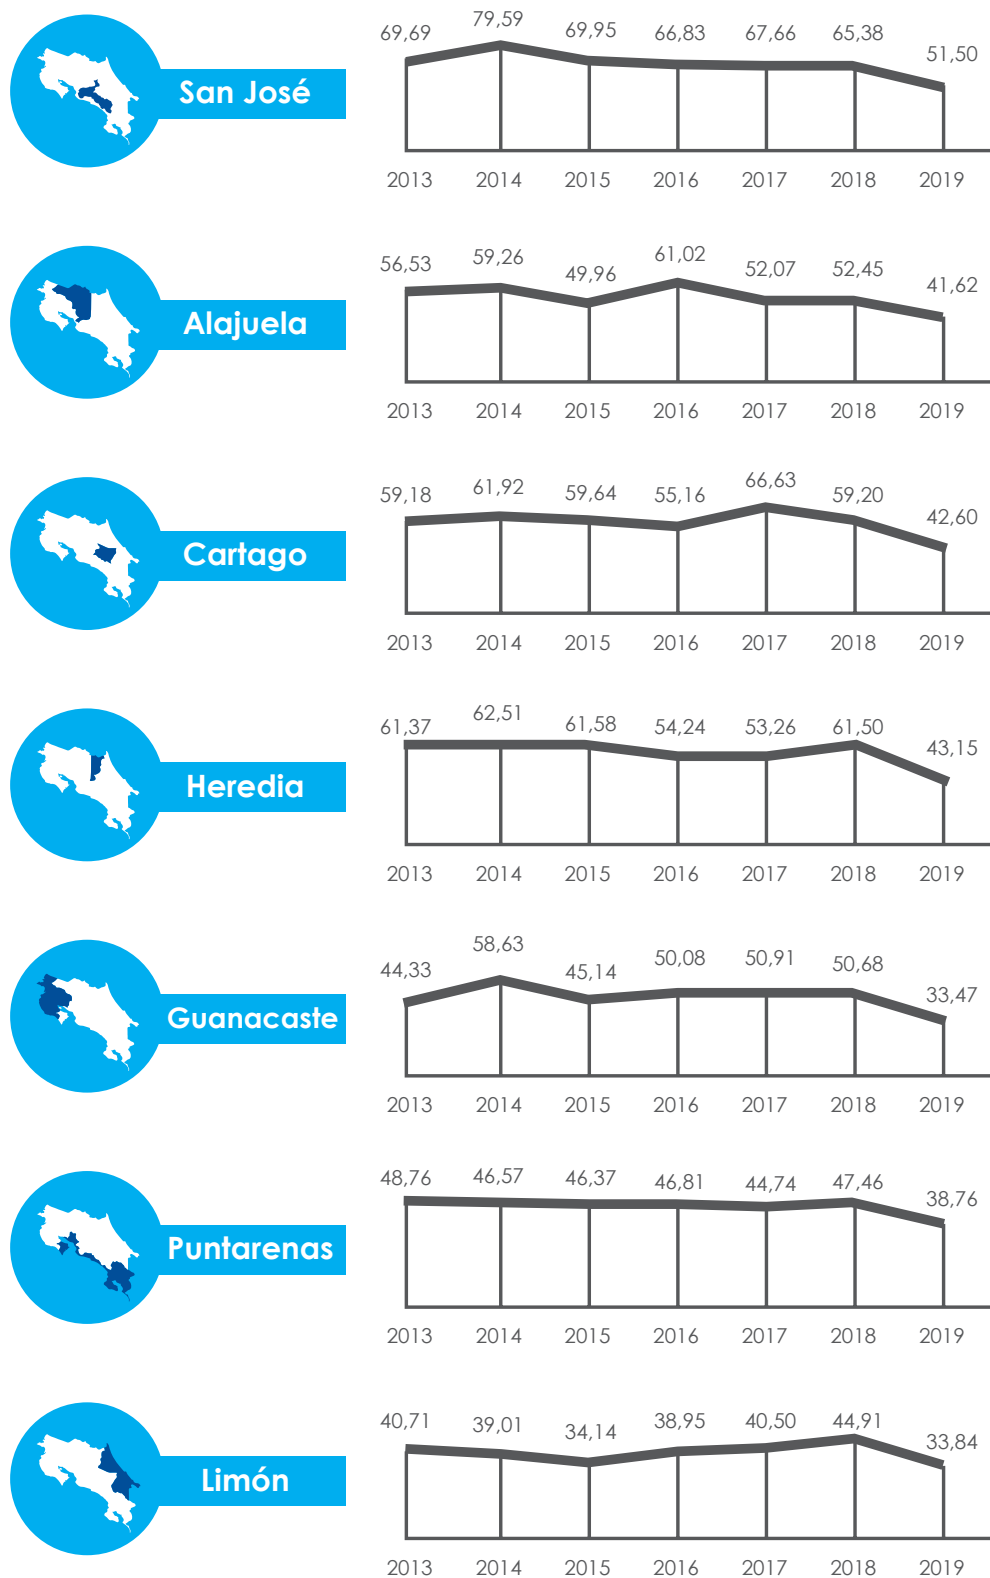 69,69 79,59 69,95 66,83 67,66 65,38 51,50
San José
2013 2014 2015 2016 2017 2018 2019
56,53 59,26 49,96 61,02 52,07 52,45 41,62
Alajuela
2013 2014 2015 2016 2017 2018 2019
59,18 61,92 59,64 55,16 66,63 59,20 42,60
Cartago
2013 2014 2015 2016 2017 2018 2019
61,37 62,51 61,58 54,24 53,26 61,50 43,15
Heredia
2013 2014 2015 2016 2017 2018 2019
44,33 58,63 45,14 50,08 50,91 50,68 33,47
Guanacaste
2013 2014 2015 2016 2017 2018 2019
48,76 46,57 46,37 46,81 44,74 47,46 38,76
Puntarenas
2013 2014 2015 2016 2017 2018 2019
40,71 39,01 34,14 38,95 40,50 44,91 33,84
Limón
2013 2014 2015 2016 2017 2018 2019